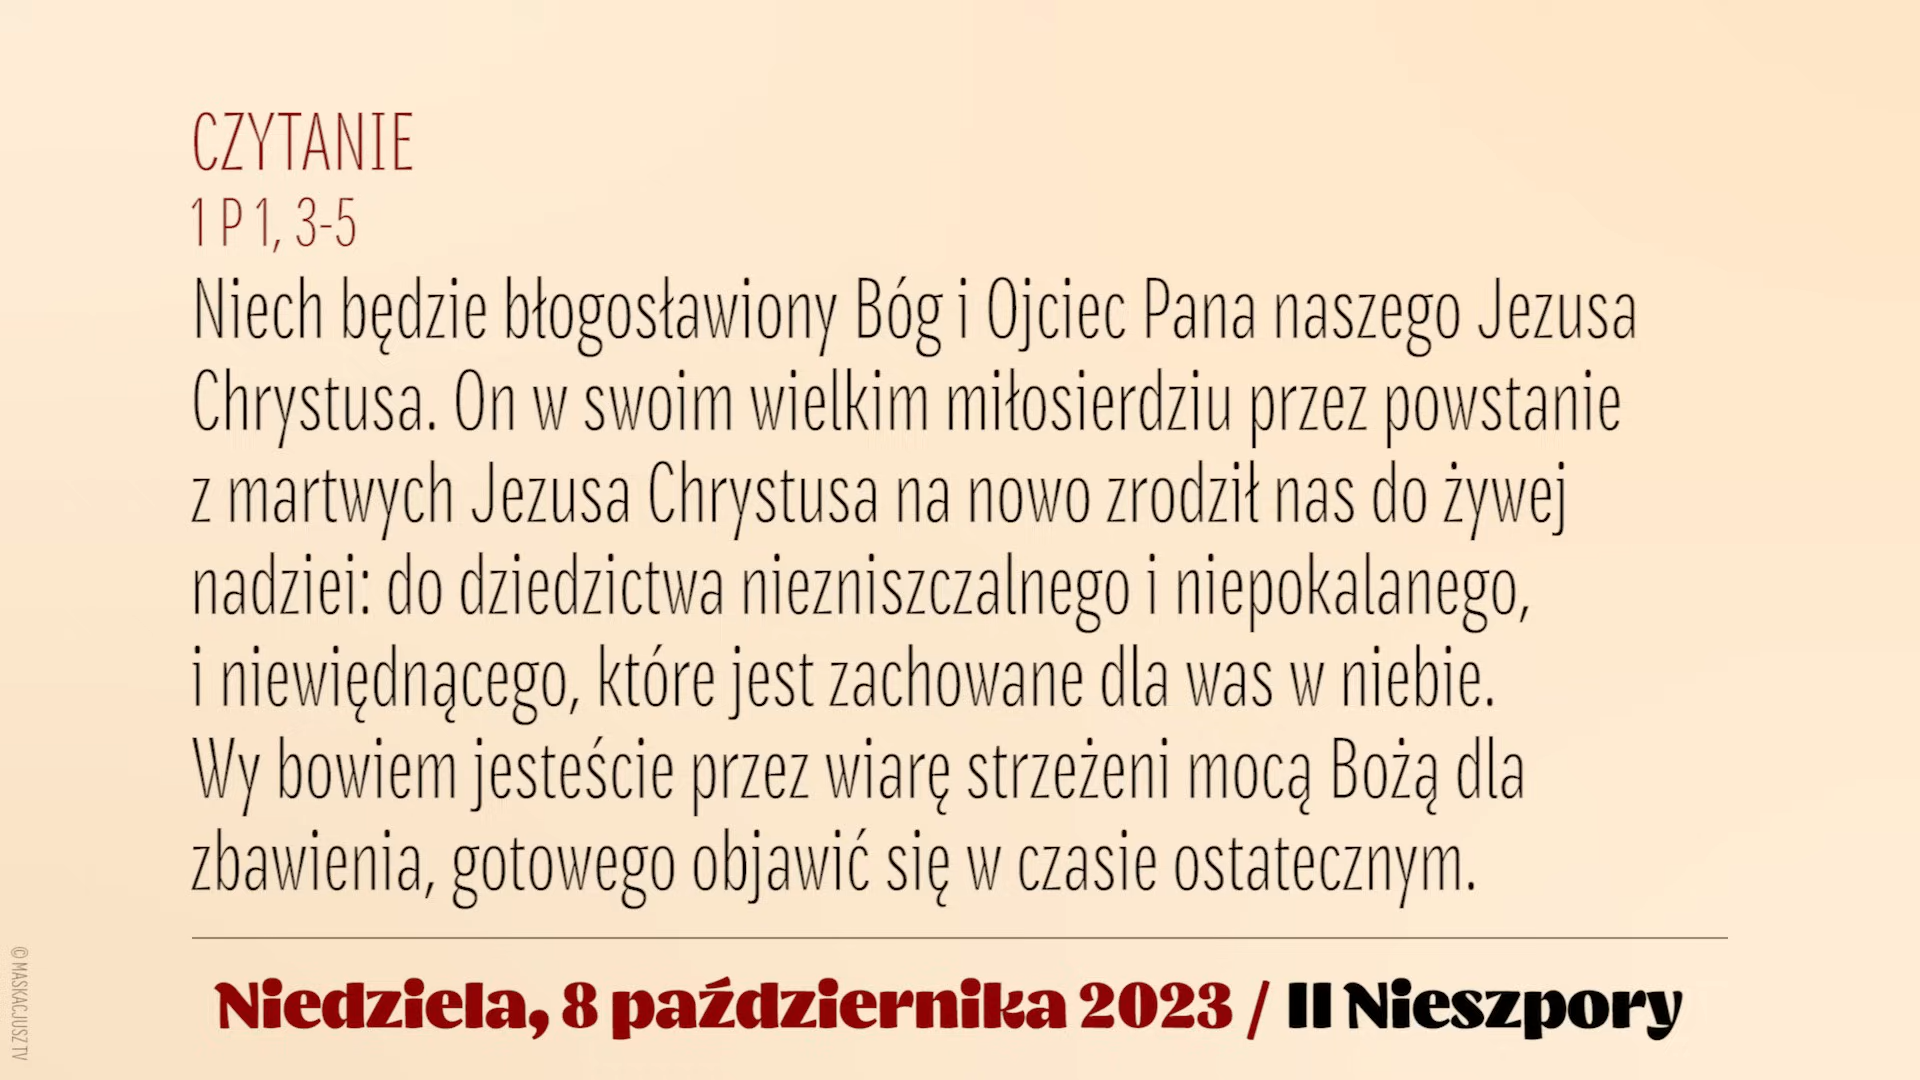 CZYTANIE
1 P 1, 3-5
Niech będzie błogosławiony Bóg i Ojciec Pana naszego Jezusa
Chrystusa. On w swoim wielkim miłosierdziu przez powstanie
z martwych Jezusa Chrystusa na nowo zrodził nas do żywej
nadziei: do dziedzictwa niezniszczalnego i niepokalanego,
i niewiędnącego, które jest zachowane dla was w niebie.
Wy bowiem jesteście przez wiarę strzeżeni mocą Bożą dla
zbawienia, gotowego objawić się w czasie ostatecznym.
Niedziela, 8 października 2023 / II Nieszpory
© MASKACJUSZ TV